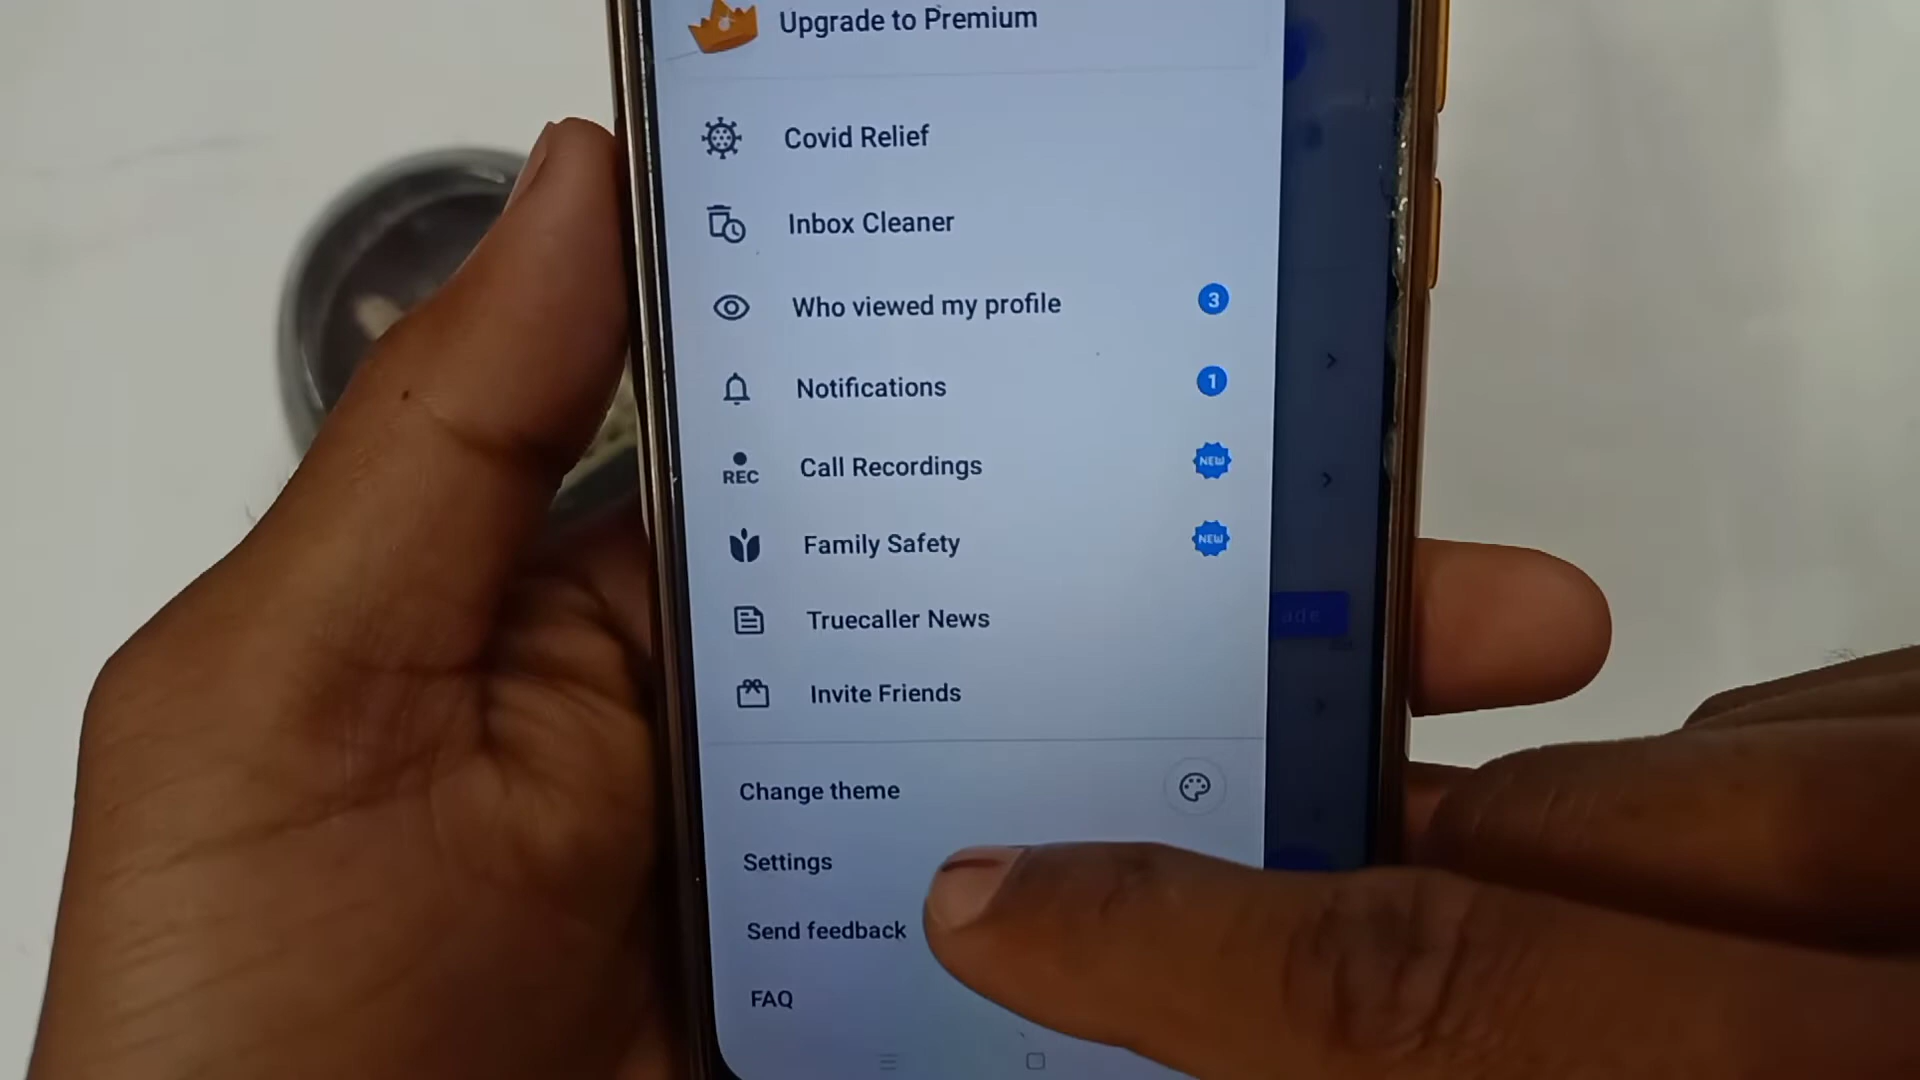 Upgrade to Premium
Covid Relief
Inbox Cleaner
Who viewed my profile 3
Notifications 1
REC Call Recordings NEW
Family Safety NEW
ade
Truecaller News
Invite Friends
Change theme
Settings
Send feedback
FAQ